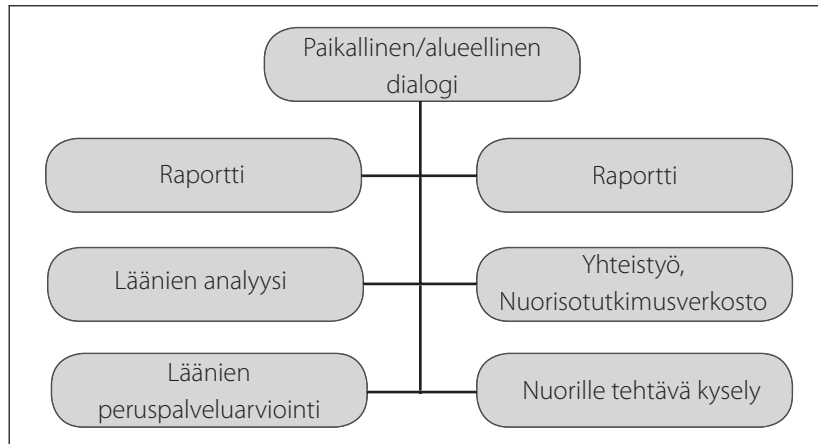 Paikallinen/alueellinen
dialogi
Raportti
Raportti
Läänien analyysi
Yhteistyö,
Nuorisotutkimusverkosto
Läänien
peruspalveluarviointi
Nuorille tehtävä kysely